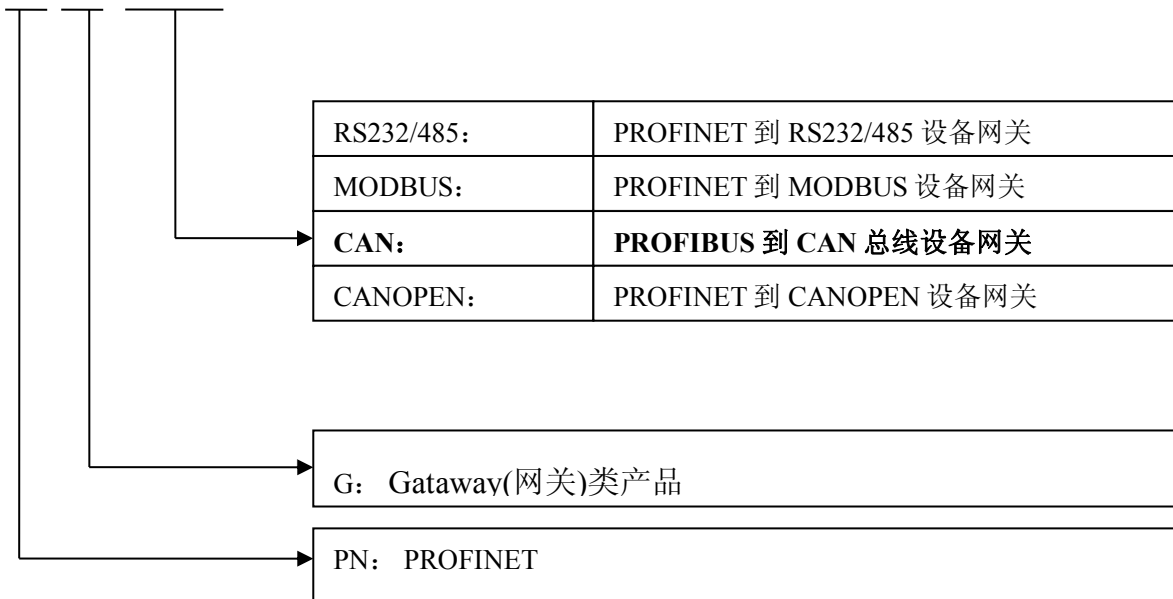 RS232/485： PROFINET 到 RS232/485 设备网关
MODBUS： PROFINET 到 MODBUS 设备网关
CAN： PROFIBUS 到 CAN 总线设备网关
CANOPEN： PROFINET 到 CANOPEN 设备网关
G： Gataway(网关)类产品
PN： PROFINET